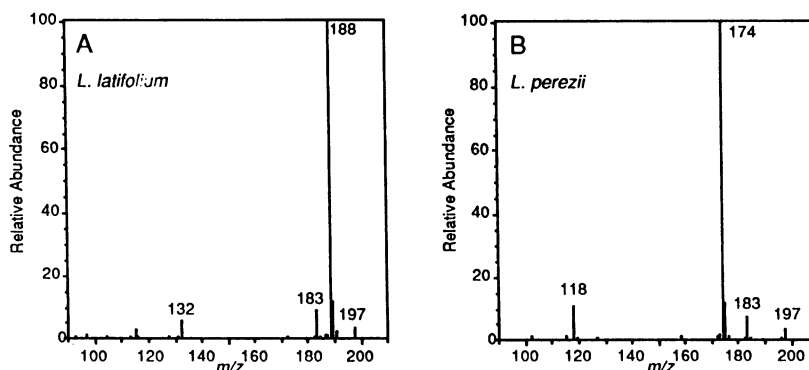 A
L. latifolium
Relative Abundance
100
80
60
40
20
0
188
132
183
197
100 120 140 160 180 200
m/z
B
L. perezii
Relative Abundance
100
80
60
40
20
0
174
118
183
197
100 120 140 160 180 200
m/z